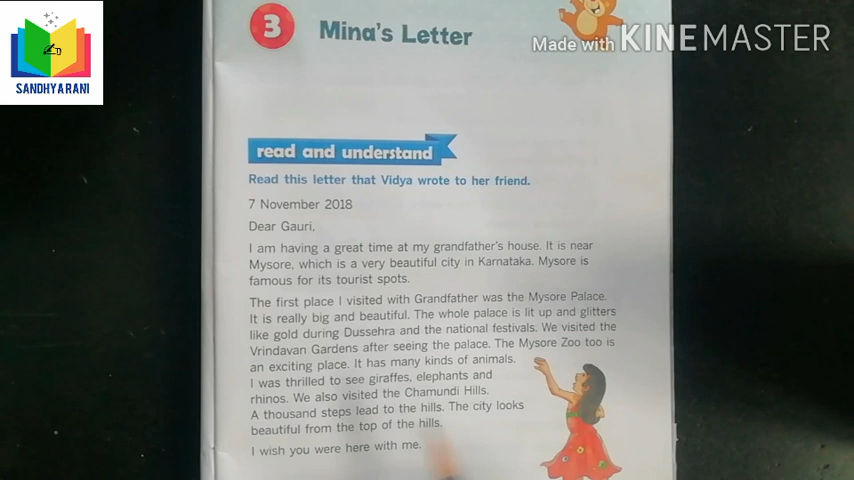 3 Mina's Letter
Made with KINEMASTER
SANDHYARANI
read and understand
Read this letter that Vidya wrote to her friend.
7 November 2018
Dear Gauri,
I am having a great time at my grandfather's house. It is near
Mysore, which is a very beautiful city in Karnataka. Mysore is
famous for its tourist spots.
The first place I visited with Grandfather was the Mysore Palace.
It is really big and beautiful. The whole palace is lit up and glitters
like gold during Dussehra and the national festivals. We visited the
Vrindavan Gardens after seeing the palace. The Mysore Zoo too is
an exciting place. It has many kinds of animals.
I was thrilled to see giraffes, elephants and
rhinos. We also visited the Chamundi Hills.
A thousand steps lead to the hills. The city looks
beautiful from the top of the hills.
I wish you were here with me.